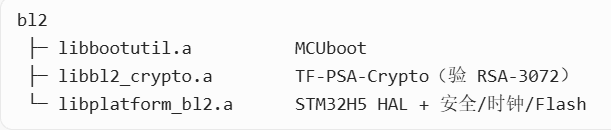 bl2
├─ libbootutil.a MCUboot
├─ libbl2_crypto.a TF-PSA-Crypto（验 RSA-3072）
└─ libplatform_bl2.a STM32H5 HAL + 安全/时钟/Flash